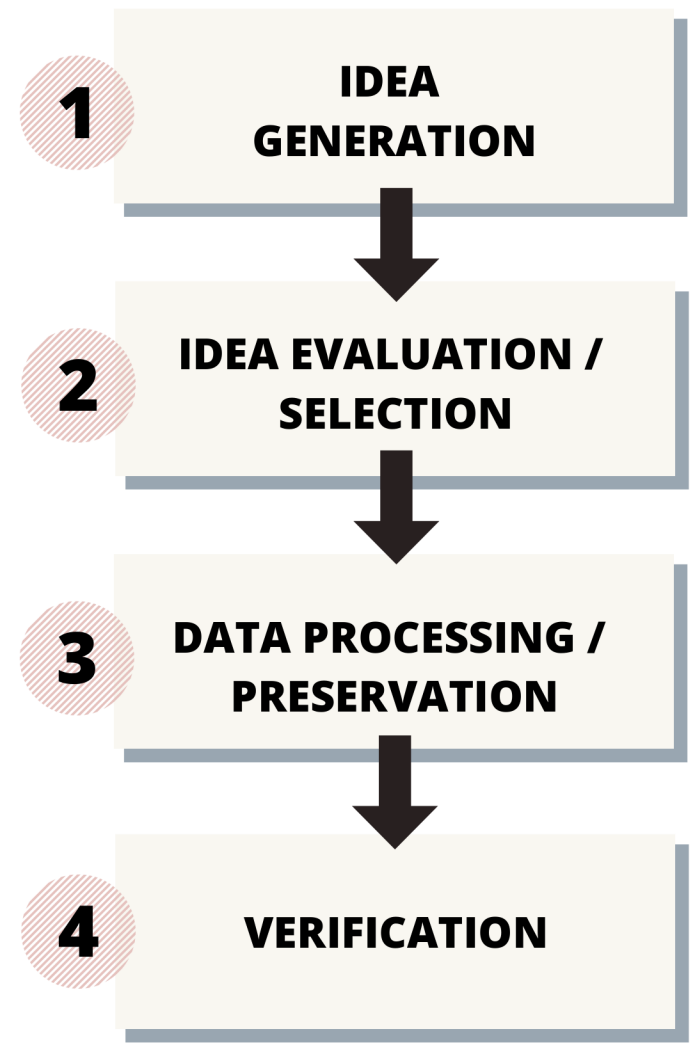 1
IDEA
GENERATION
2
IDEA EVALUATION /
SELECTION
3
DATA PROCESSING /
PRESERVATION
4
VERIFICATION